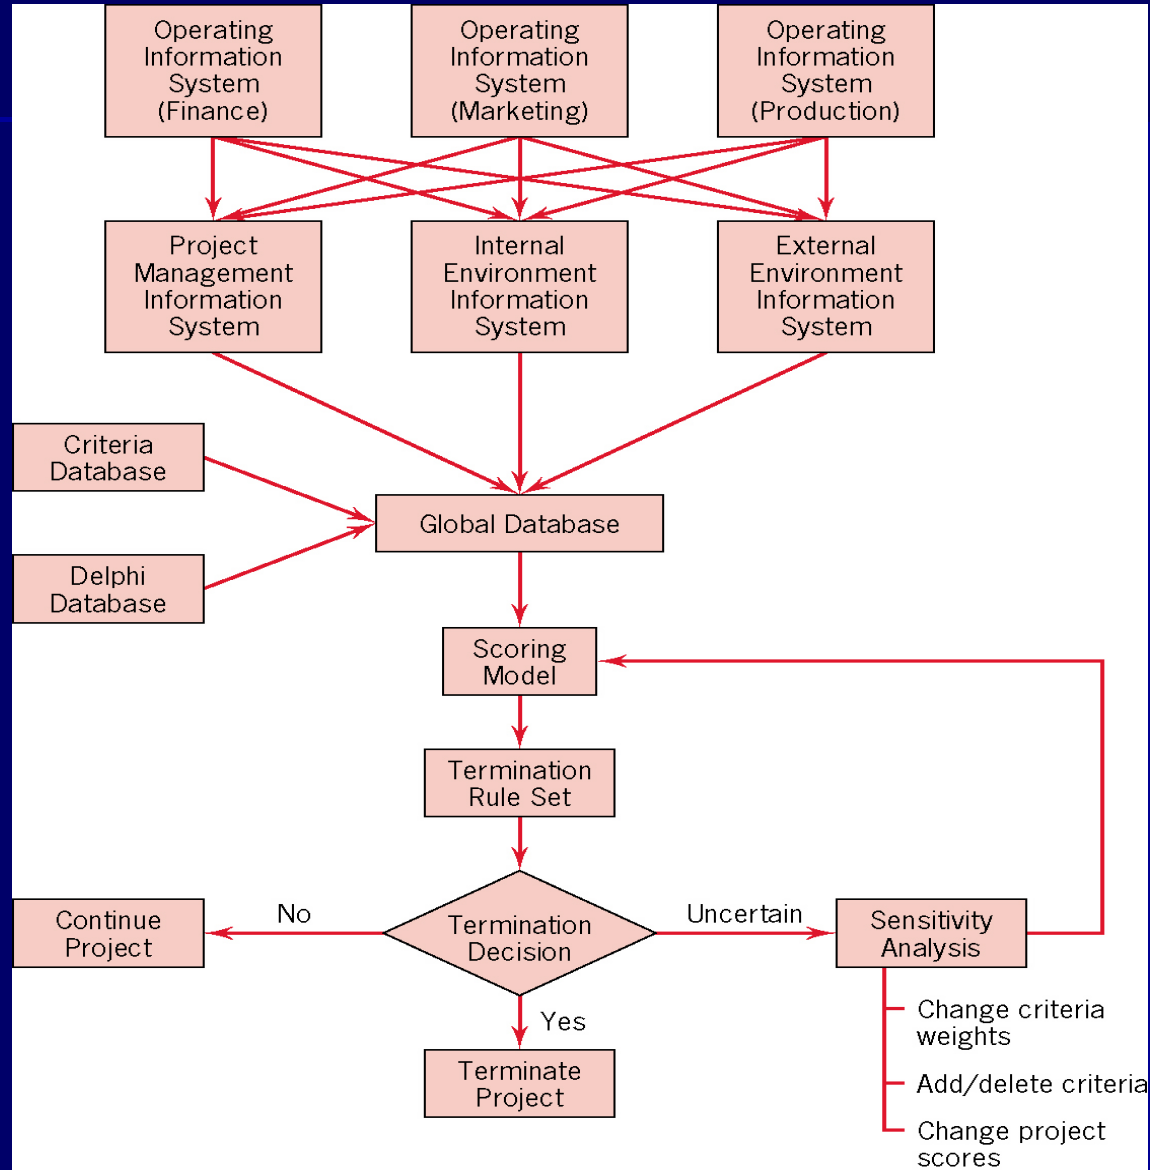 Operating
Information
System
(Finance)
Operating
Information
System
(Marketing)
Operating
Information
System
(Production)
Project
Management
Information
System
Internal
Environment
Information
System
External
Environment
Information
System
Criteria
Database
Delphi
Database
Global Database
Scoring
Model
Termination
Rule Set
Termination
Decision
No
Continue
Project
Uncertain
Sensitivity
Analysis
Yes
Terminate
Project
Change criteria
weights
Add/delete criteria
Change project
scores